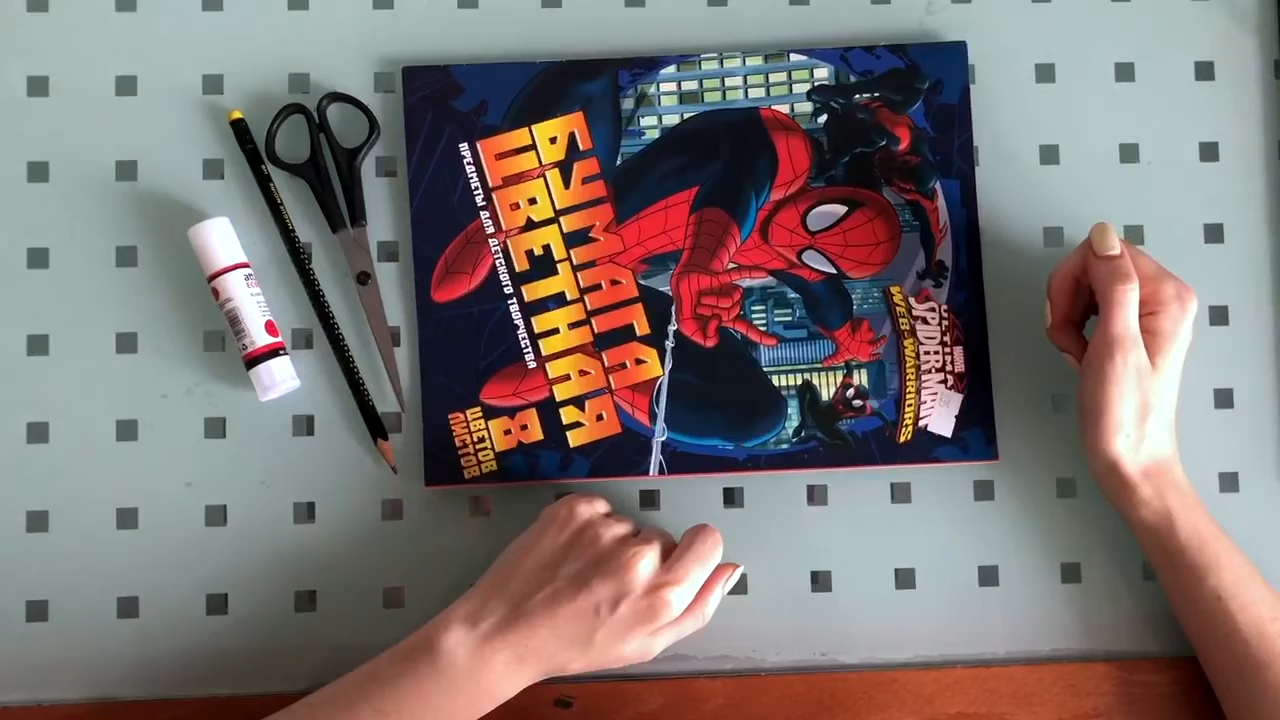 MARVEL
ULTIMATE
SPIDER-MAN
WEB-WARRIORS
БУМАГА
ЦВЕТНАЯ
ПРЕДМЕТЫ ДЛЯ ДЕТСКОГО ТВОРЧЕСТВА
8
ЦВЕТОВ
ЛИСТОВ